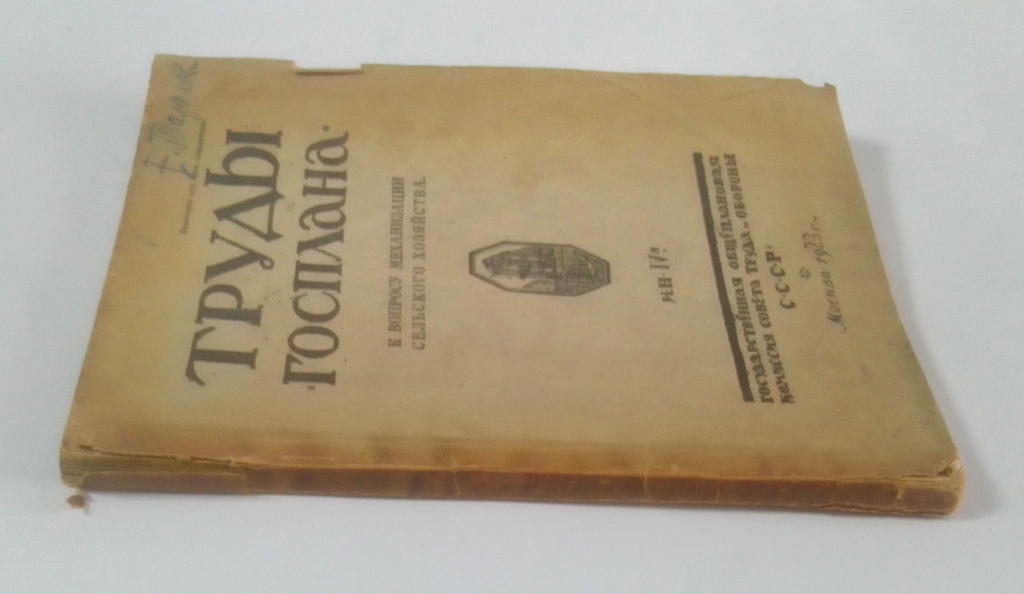 ТРУДЫ
ГОСПЛАНА
К ВОПРОСУ МЕХАНИЗАЦИИ
СЕЛЬСКОГО ХОЗЯЙСТВА.
КН·IV·
ГОСУДАРСТВЕННАЯ ОБЩЕПЛАНОВАЯ
КОМИССИЯ СОВЕТА ТРУДА и ОБОРОНЫ
С·С·С·Р·
Москва 1923 г.